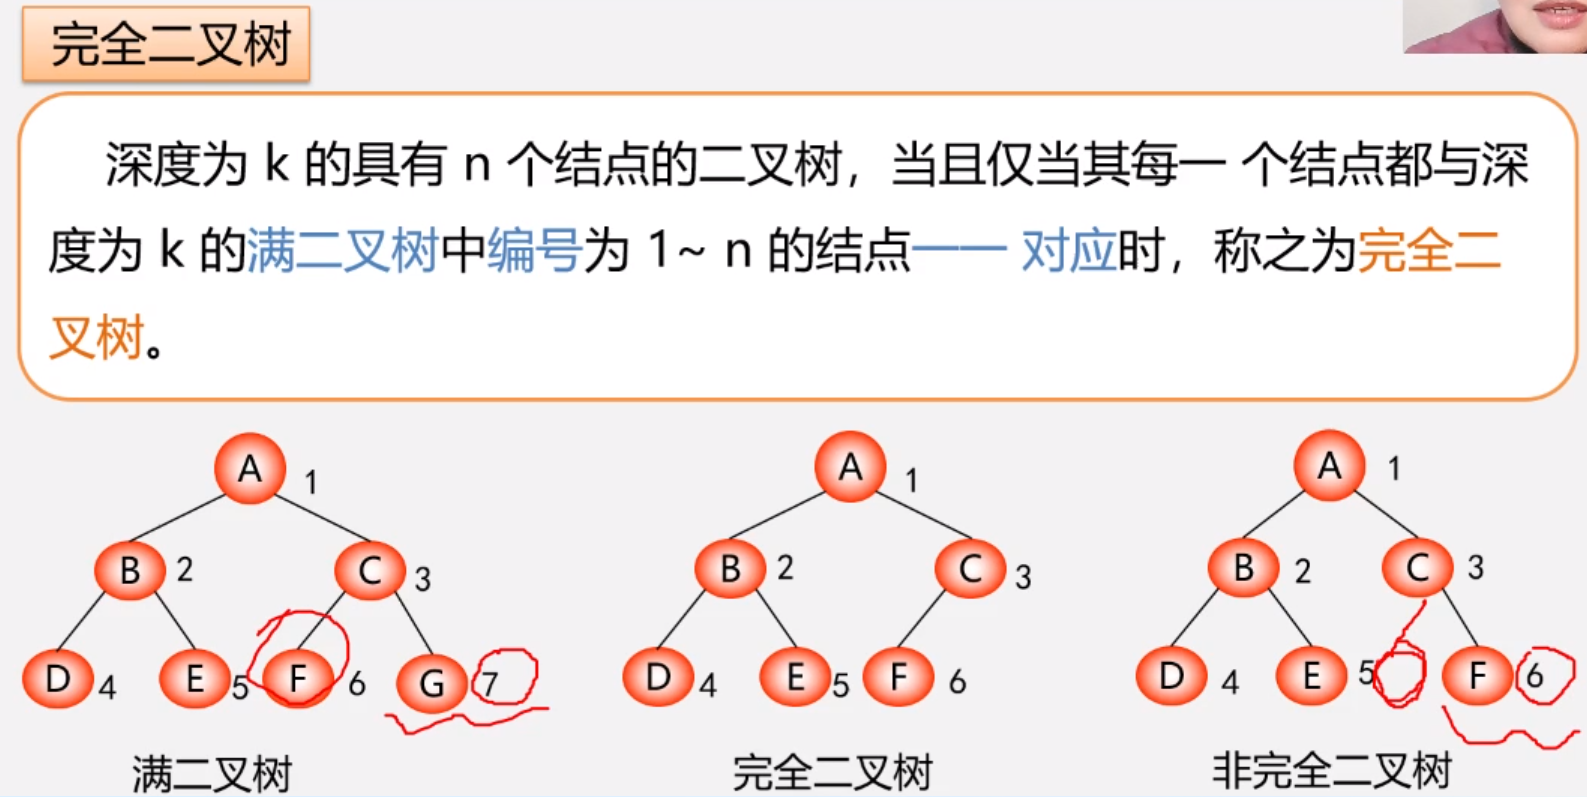 完全二叉树
深度为 k 的具有 n 个结点的二叉树，当且仅当其每一 个结点都与深
度为 k 的满二叉树中编号为 1~ n 的结点一一 对应时，称之为完全二
叉树。
A 1 A 1 A 1
B 2 C 3 B 2 C 3 B 2 C 3
D 4 E 5 F 6 G 7 D 4 E 5 F 6 D 4 E 5 F 6
满二叉树 完全二叉树 非完全二叉树